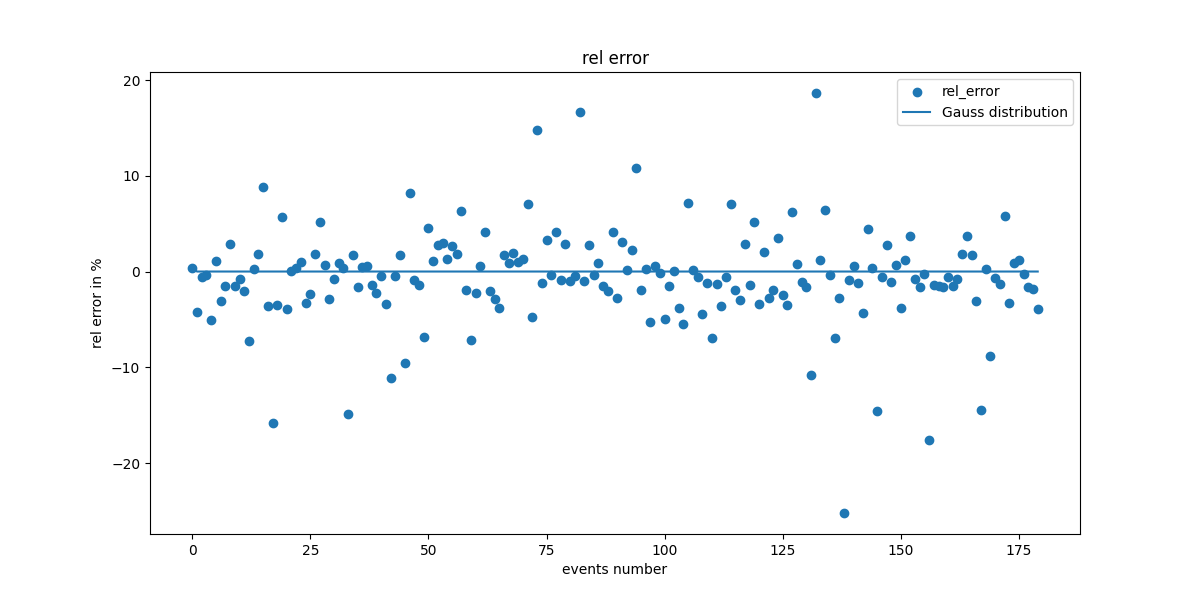 rel error
rel_error
Gauss distribution
20
10
0
−10
−20
rel error in %
0 25 50 75 100 125 150 175
events number